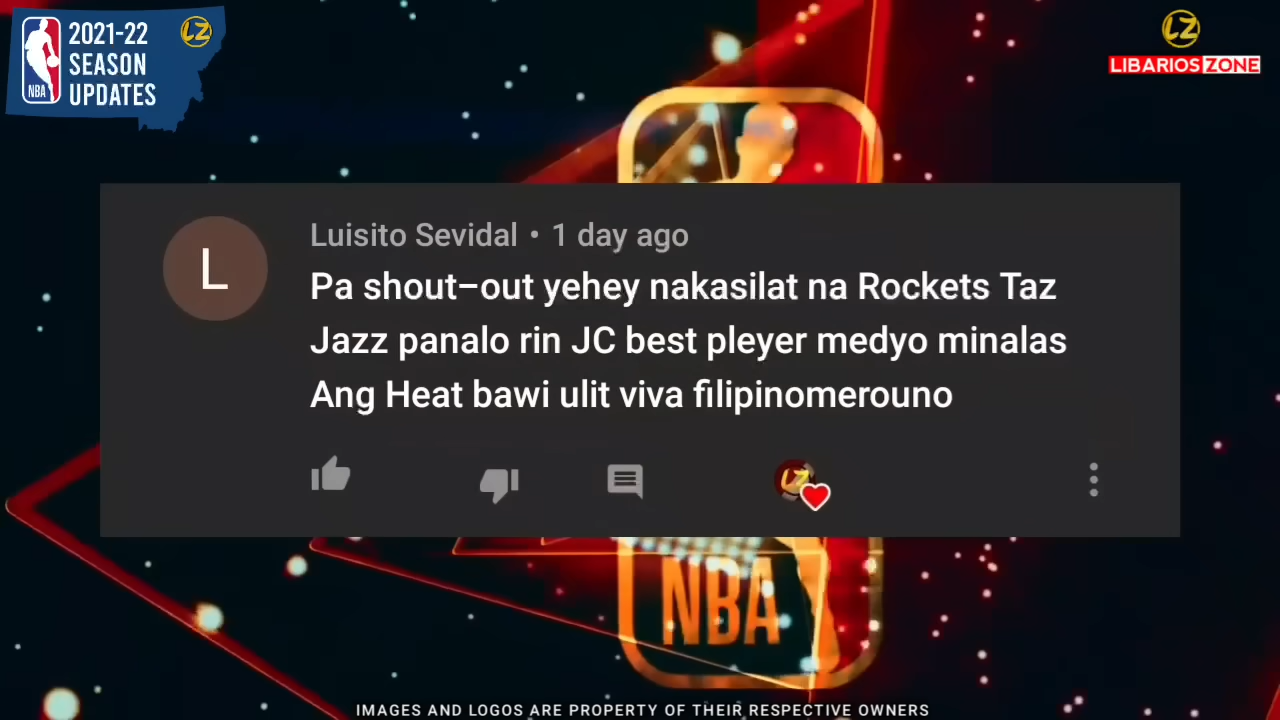 2021-22
SEASON
UPDATES
NBA
LZ
LZ
LIBARIOS ZONE
Luisito Sevidal • 1 day ago
L
Pa shout–out yehey nakasilat na Rockets Taz
Jazz panalo rin JC best pleyer medyo minalas
Ang Heat bawi ulit viva filipinomerouno
LZ
NBA
IMAGES AND LOGOS ARE PROPERTY OF THEIR RESPECTIVE OWNERS